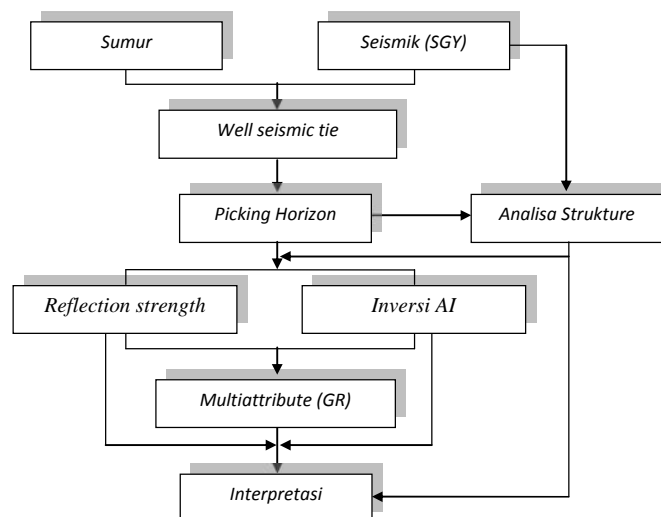 Sumur
Seismik (SGY)
Well seismic tie
Picking Horizon
Analisa Strukture
Reflection strength
Inversi AI
Multiattribute (GR)
Interpretasi